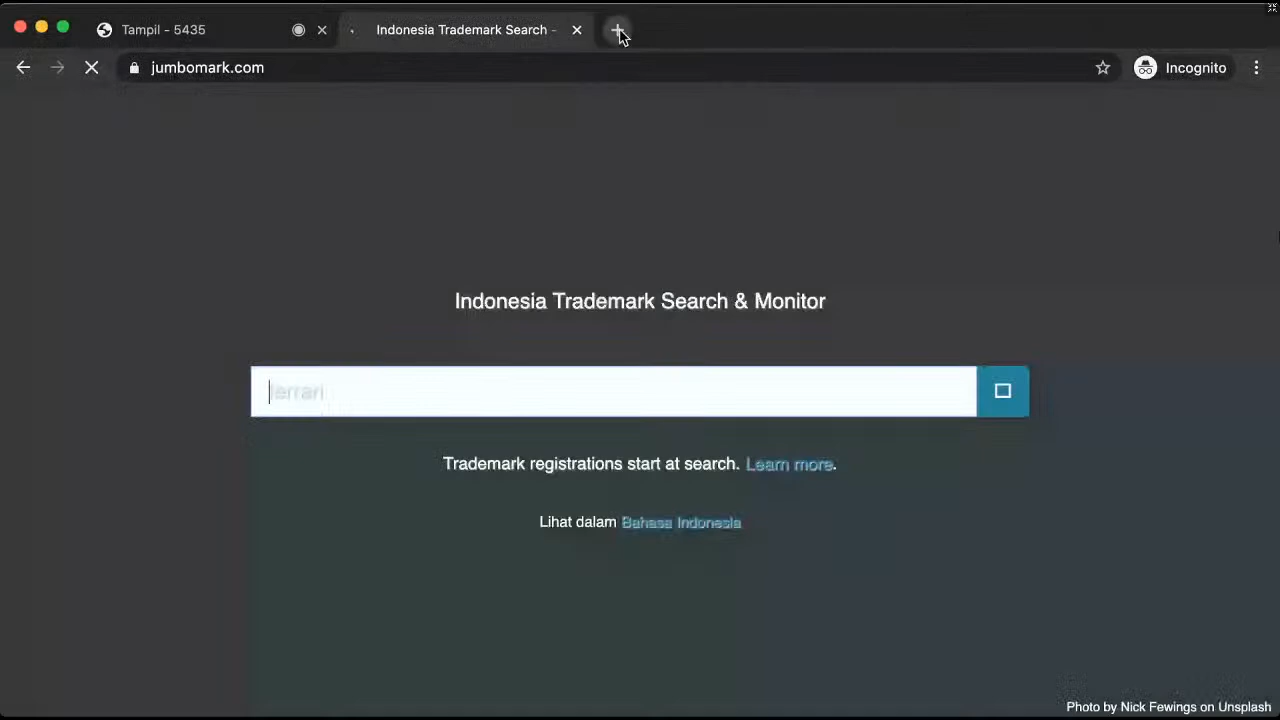 Tampil - 5435
Indonesia Trademark Search -
jumbomark.com
Incognito
Indonesia Trademark Search & Monitor
ferrari
Trademark registrations start at search. Learn more.
Lihat dalam Bahasa Indonesia
Photo by Nick Fewings on Unsplash